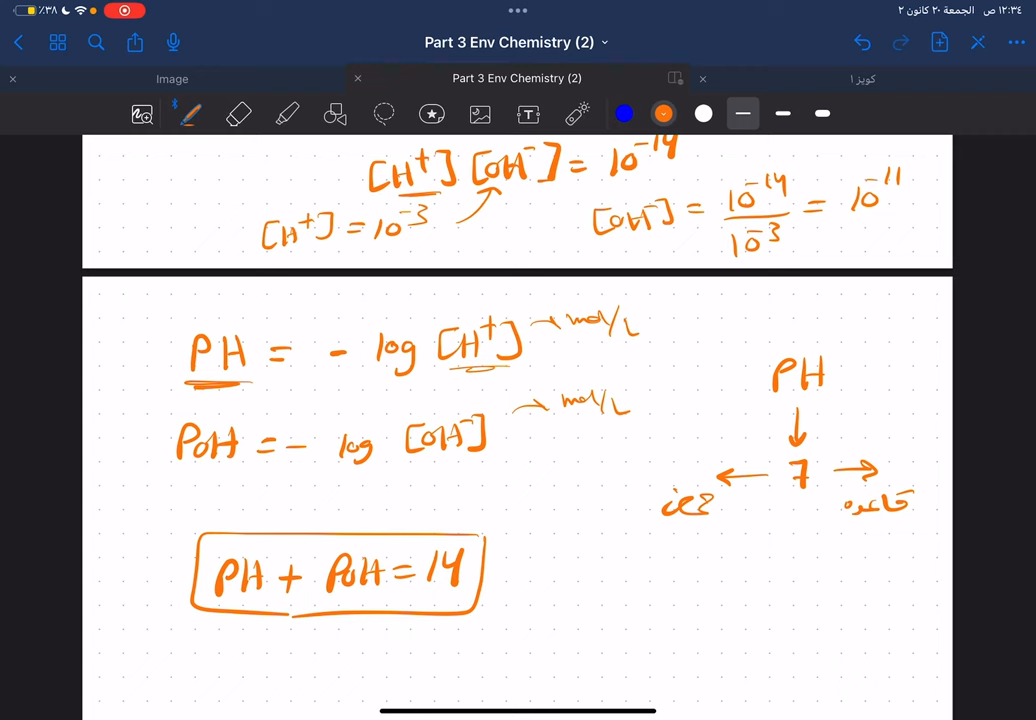 ٪٣٨
١٢:٣٤ ص الجمعة ٢٠ كانون ٢
Part 3 Env Chemistry (2)
Image
Part 3 Env Chemistry (2)
كويز ١
[H⁺] [OH⁻] = 10⁻¹⁴
[H⁺] = 10⁻³
[OH⁻] = 10⁻¹⁴ / 10⁻³ = 10⁻¹¹
PH = - log [H⁺] → mol/L
POH = - log [OH⁻] → mol/L
PH + POH = 14
PH
↓
← 7 →
حمض قاعدة